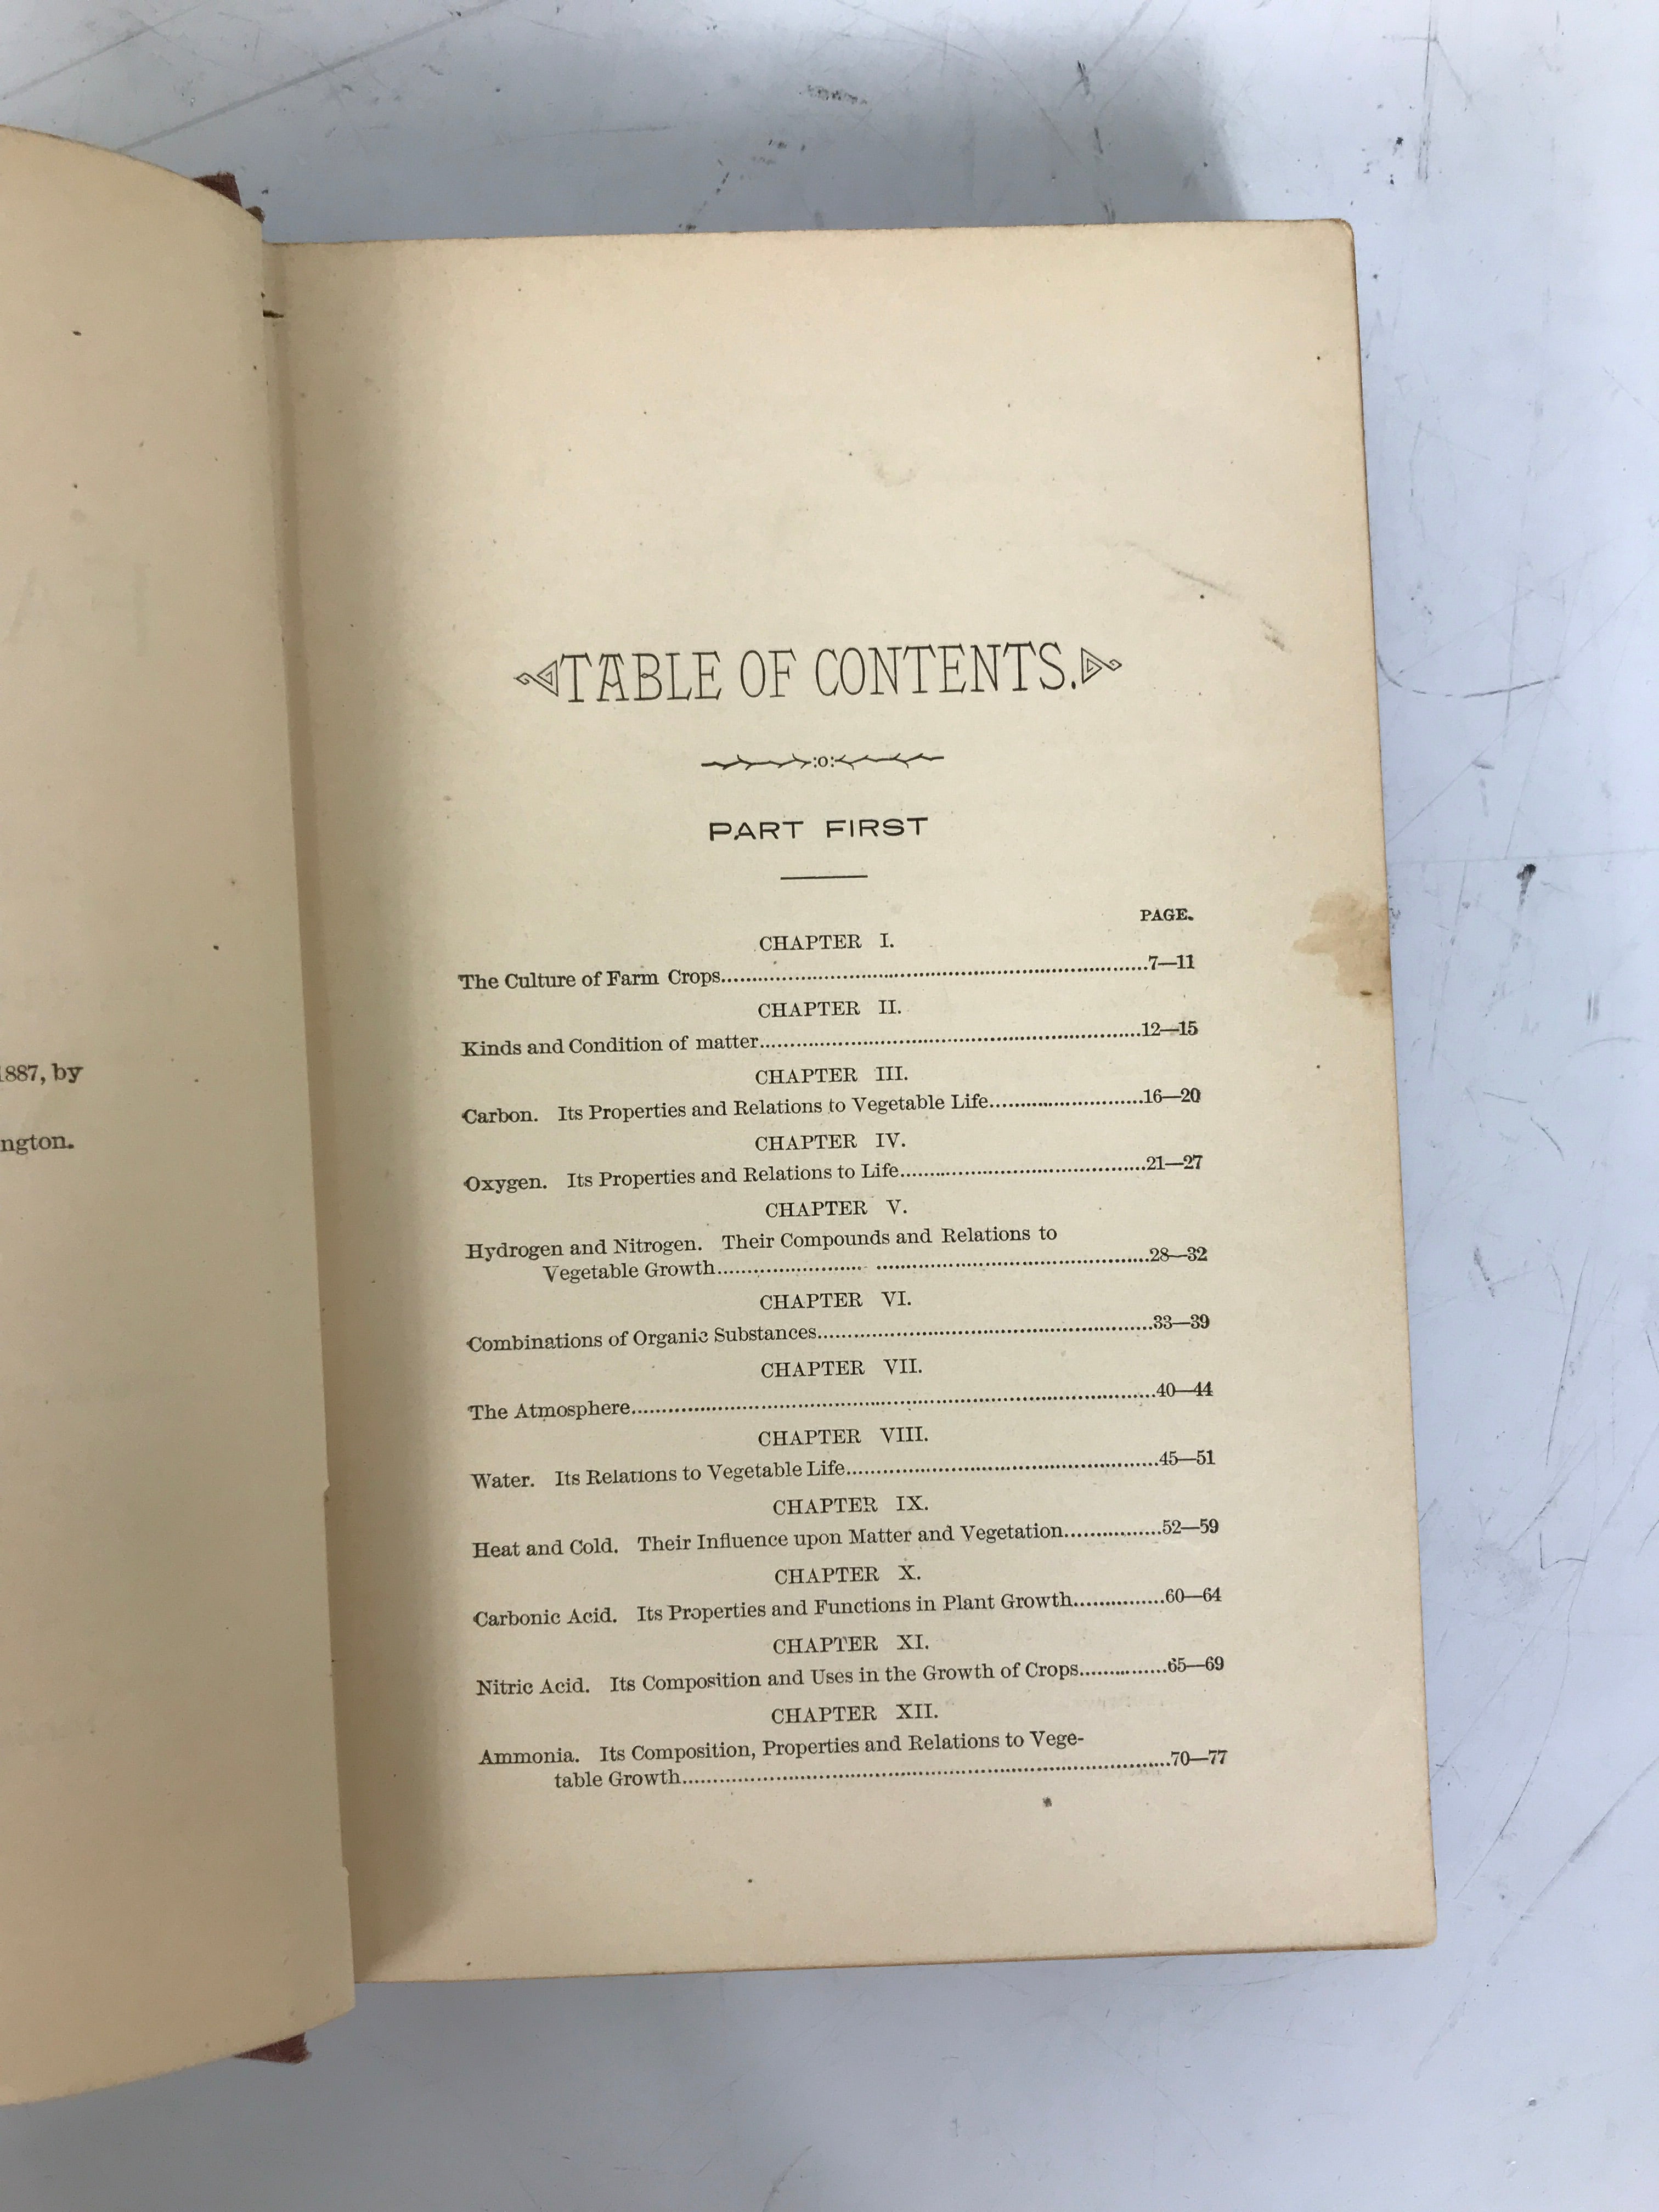 1887, by
ngton.
TABLE OF CONTENTS.
:o:
PART FIRST
PAGE.
CHAPTER I.
The Culture of Farm Crops........................7—11
CHAPTER II.
Kinds and Condition of matter........................12—15
CHAPTER III.
Carbon. Its Properties and Relations to Vegetable Life........................16—20
CHAPTER IV.
Oxygen. Its Properties and Relations to Life........................21—27
CHAPTER V.
Hydrogen and Nitrogen. Their Compounds and Relations to
Vegetable Growth........................28—32
CHAPTER VI.
Combinations of Organic Substances........................33—39
CHAPTER VII.
The Atmosphere........................40—44
CHAPTER VIII.
Water. Its Relations to Vegetable Life........................45—51
CHAPTER IX.
Heat and Cold. Their Influence upon Matter and Vegetation................52—59
CHAPTER X.
Carbonic Acid. Its Properties and Functions in Plant Growth...............60—64
CHAPTER XI.
Nitric Acid. Its Composition and Uses in the Growth of Crops..............65—69
CHAPTER XII.
Ammonia. Its Composition, Properties and Relations to Vege-
table Growth........................70—77